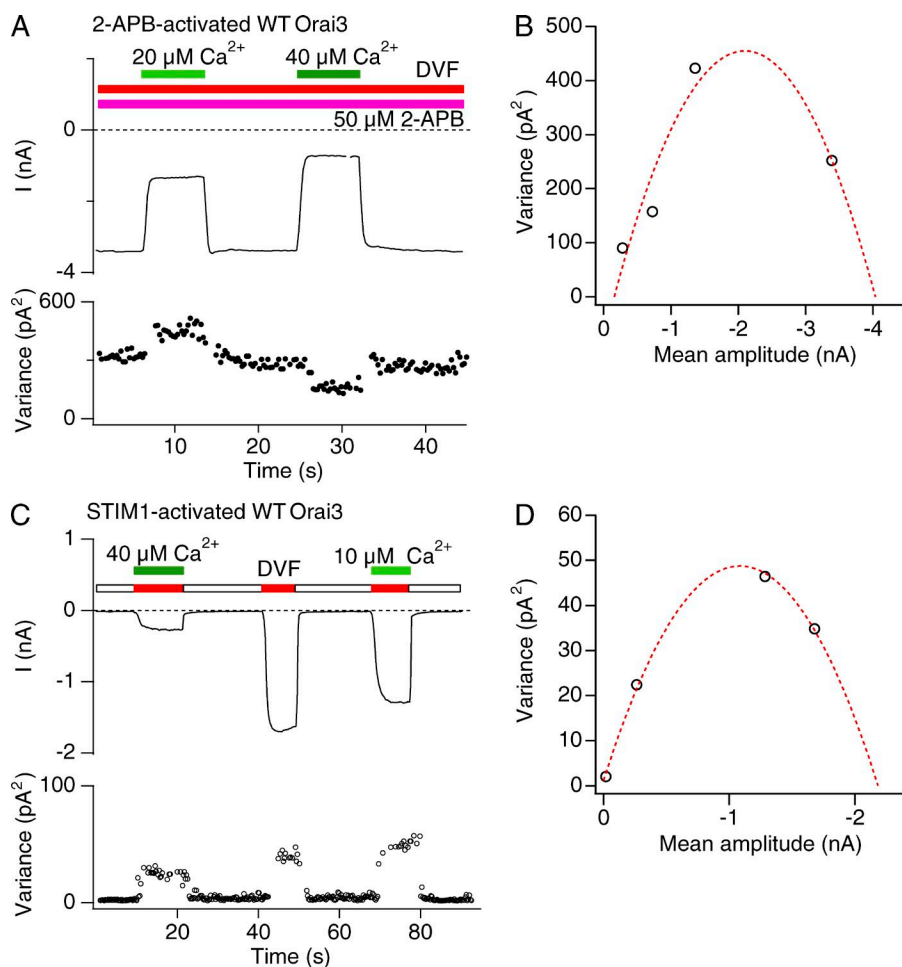 A
2-APB-activated WT Orai3
20 µM Ca²⁺ 40 µM Ca²⁺
DVF
50 µM 2-APB
0
I (nA)
-4
600
Variance (pA²)
0
10 20 30 40
Time (s)
B
500
400
300
200
100
0
Variance (pA²)
0 -1 -2 -3 -4
Mean amplitude (nA)
C
STIM1-activated WT Orai3
1
40 µM Ca²⁺ DVF 10 µM Ca²⁺
0
I (nA)
-1
-2
100
Variance (pA²)
0
20 40 60 80
Time (s)
D
60
50
40
30
20
10
0
Variance (pA²)
0 -1 -2
Mean amplitude (nA)